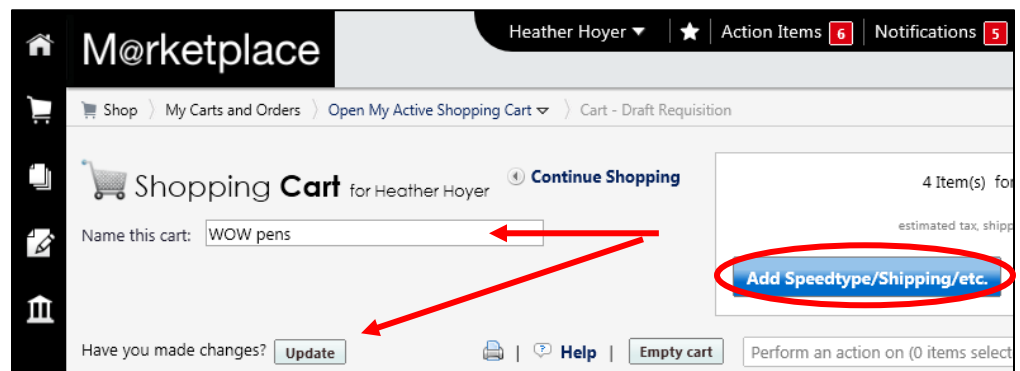 Heather Hoyer Action Items 6 Notifications 5
M@rketplace
Shop My Carts and Orders Open My Active Shopping Cart Cart - Draft Requisition
Shopping Cart for Heather Hoyer Continue Shopping
4 Item(s) for
Name this cart: WOW pens
estimated tax, shipp
Add Speedtype/Shipping/etc.
Have you made changes? Update | Help | Empty cart Perform an action on (0 items select